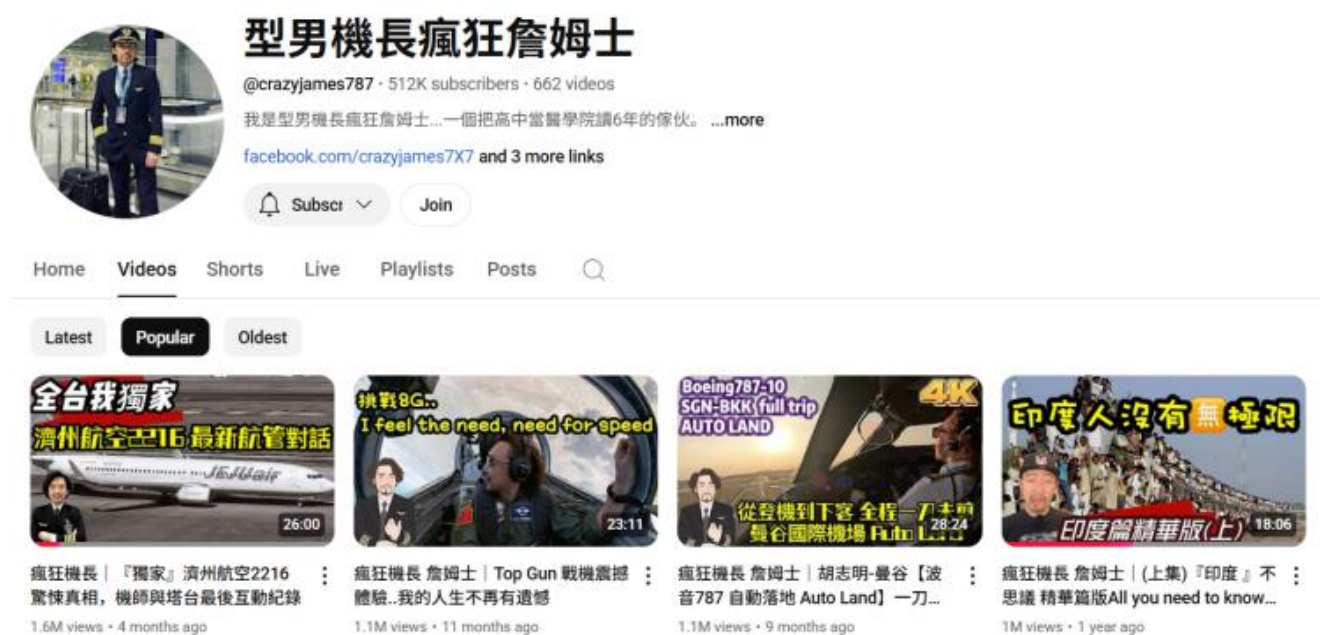 型男機長瘋狂詹姆士
@crazyjames787 · 512K subscribers · 662 videos
我是型男機長瘋狂詹姆士...一個把高中當醫學院讀6年的傢伙。 ...more
facebook.com/crazyjames7X7 and 3 more links
Subscr
Join
Home Videos Shorts Live Playlists Posts
Latest Popular Oldest
全台我獨家
濟州航空2216 最新航管對話
JEJUair
26:00
挑戰8G..
I feel the need, need for speed
23:11
Boeing787-10
SGN-BKK full trip
AUTO LAND
4K
從登機到下客 全程一刀未剪
曼谷國際機場 Auto Land
28:24
印度人沒有無極限
印度篇精華版(上)
18:06
瘋狂機長｜『獨家』濟州航空2216
驚悚真相，機師與塔台最後互動紀錄
1.6M views • 4 months ago
瘋狂機長 詹姆士｜Top Gun 戰機震撼
體驗..我的人生不再有遺憾
1.1M views • 11 months ago
瘋狂機長 詹姆士｜胡志明-曼谷【波
音787 自動落地 Auto Land】一刀...
1.1M views • 9 months ago
瘋狂機長 詹姆士｜(上集)『印度 』不
思議 精華篇版All you need to know...
1M views • 1 year ago